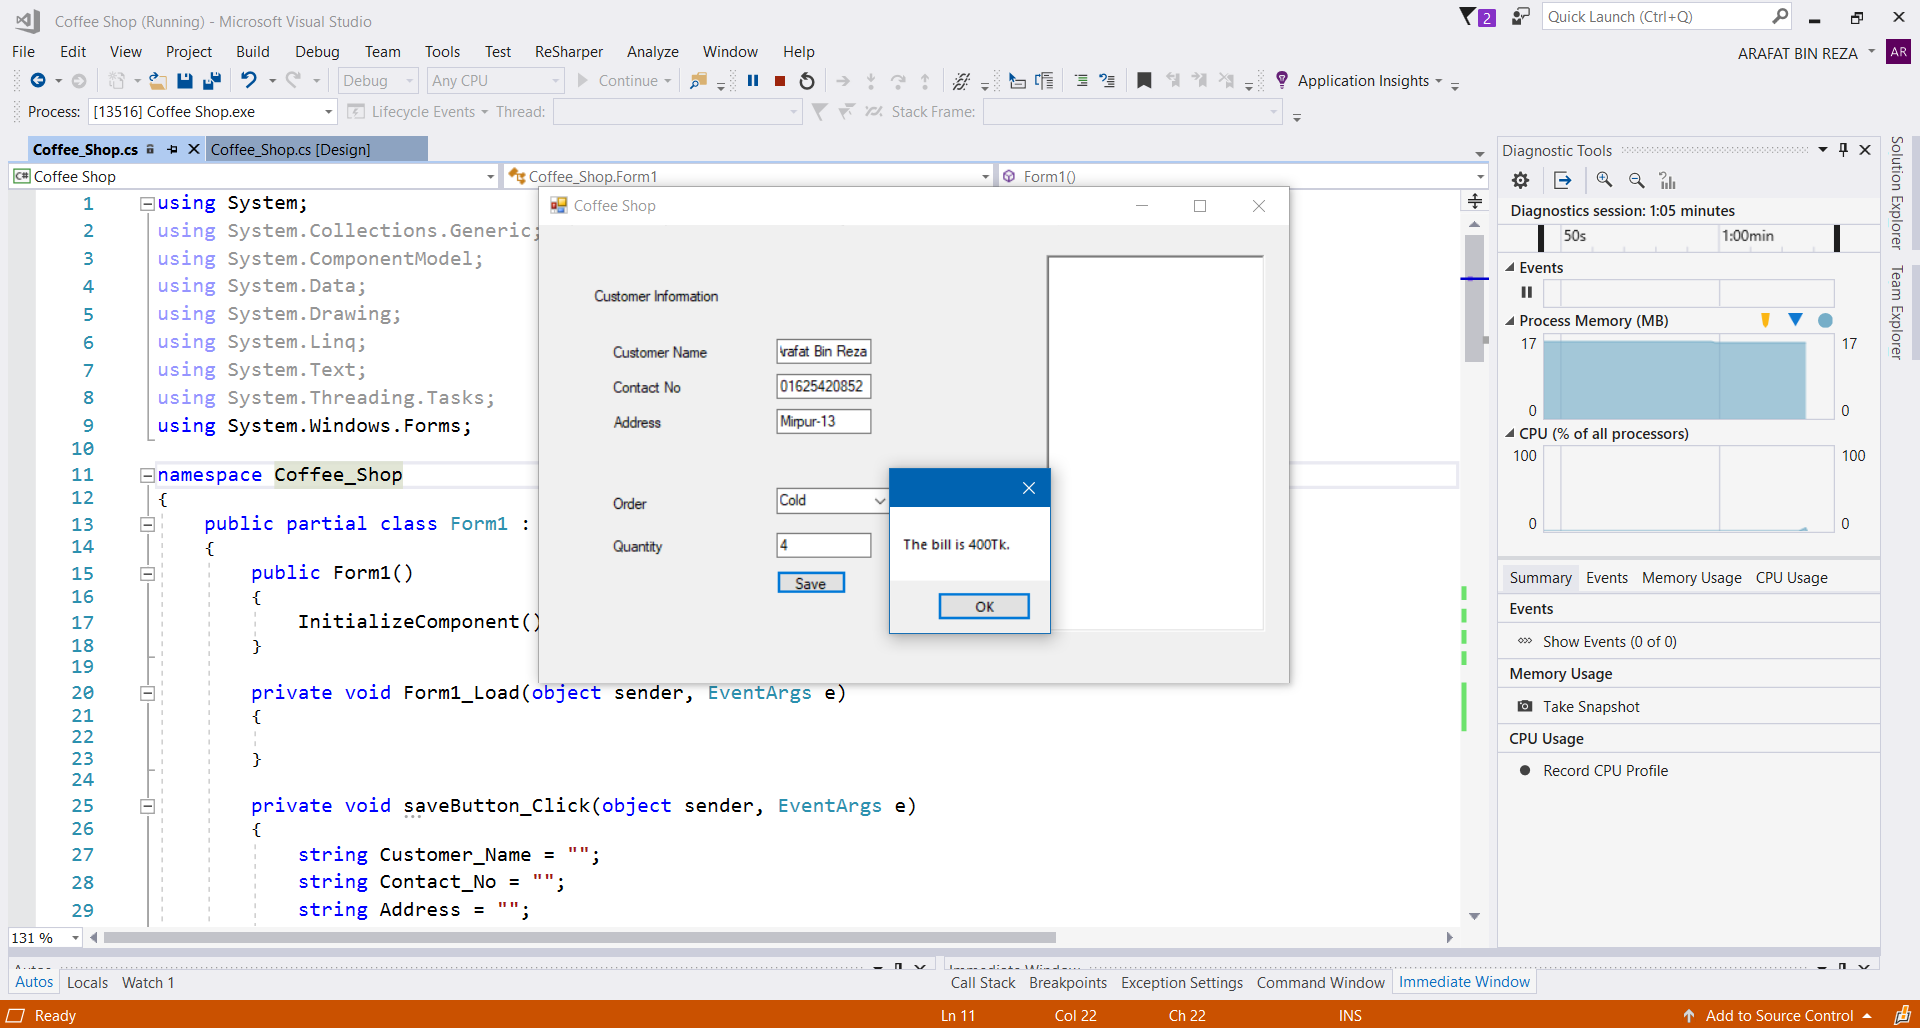 Coffee Shop (Running) - Microsoft Visual Studio
2
Quick Launch (Ctrl+Q)
File Edit View Project Build Debug Team Tools Test ReSharper Analyze Window Help
ARAFAT BIN REZA
AR
Debug Any CPU Continue Application Insights
Process: [13516] Coffee Shop.exe Lifecycle Events Thread: Stack Frame:
Coffee_Shop.cs Coffee_Shop.cs [Design]
C# Coffee Shop Coffee_Shop.Form1 Form1()
1 using System;
2 using System.Collections.Generic;
3 using System.ComponentModel;
4 using System.Data;
5 using System.Drawing;
6 using System.Linq;
7 using System.Text;
8 using System.Threading.Tasks;
9 using System.Windows.Forms;
10
11 namespace Coffee_Shop
12 {
13 public partial class Form1 :
14 {
15 public Form1()
16 {
17 InitializeComponent()
18 }
19
20 private void Form1_Load(object sender, EventArgs e)
21 {
22
23 }
24
25 private void saveButton_Click(object sender, EventArgs e)
26 {
27 string Customer_Name = "";
28 string Contact_No = "";
29 string Address = "";
131 %
Coffee Shop
Customer Information
Customer Name rafat Bin Reza
Contact No 01625420852
Address Mirpur-13
Order Cold
Quantity 4
Save
The bill is 400Tk.
OK
Diagnostic Tools
Diagnostics session: 1:05 minutes
50s 1:00min
Events
Process Memory (MB)
17 17
0 0
CPU (% of all processors)
100 100
0 0
Summary Events Memory Usage CPU Usage
Events
Show Events (0 of 0)
Memory Usage
Take Snapshot
CPU Usage
Record CPU Profile
Solution Explorer
Team Explorer
Autos Immediate Window
Autos Locals Watch 1
Call Stack Breakpoints Exception Settings Command Window Immediate Window
Ready Ln 11 Col 22 Ch 22 INS Add to Source Control